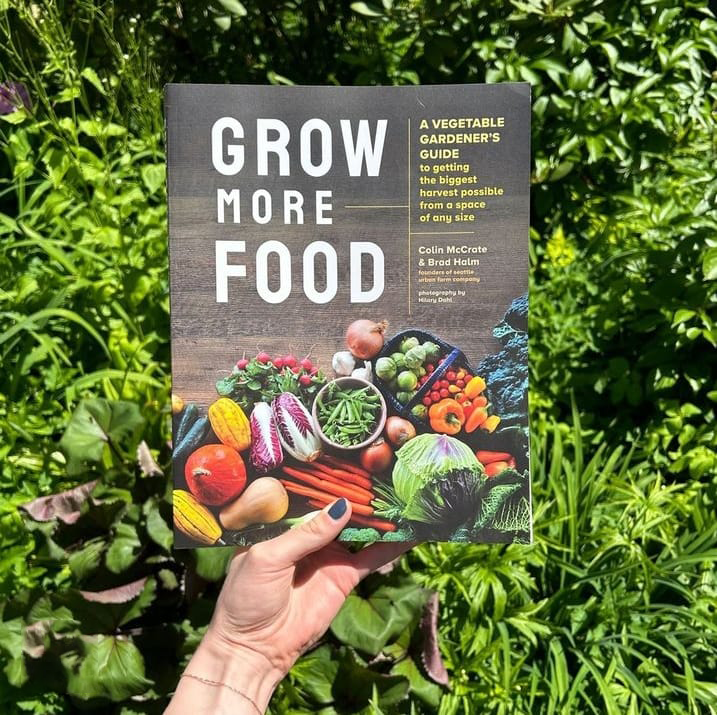 GROW
MORE
FOOD
A VEGETABLE
GARDENER'S
GUIDE
to getting
the biggest
harvest possible
from a space
of any size
Colin McCrate
& Brad Halm
founders of seattle
urban farm company
photography by
Hilary Dahl